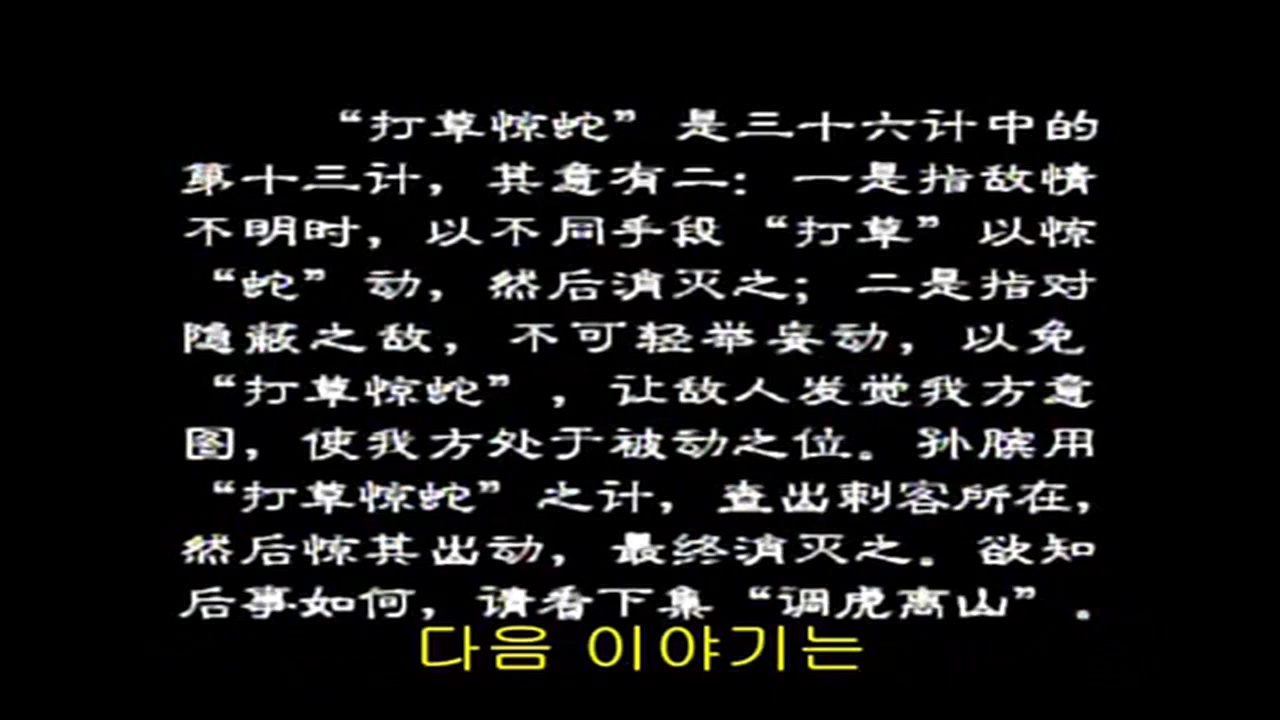 “打草惊蛇”是三十六计中的
第十三计，其意有二：一是指敌情
不明时，以不同手段“打草”以惊
“蛇”动，然后消灭之；二是指对
隐蔽之敌，不可轻举妄动，以免
“打草惊蛇”，让敌人发觉我方意
图，使我方处于被动之位。孙膑用
“打草惊蛇”之计，查出刺客所在，
然后惊其出动，最终消灭之。欲知
后事如何，请看下集“调虎离山”。
다음 이야기는